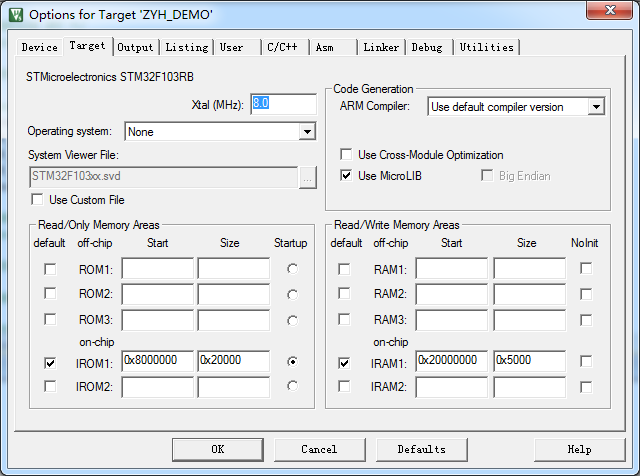 Options for Target 'ZYH_DEMO'
Device Target Output Listing User C/C++ Asm Linker Debug Utilities
STMicroelectronics STM32F103RB
Xtal (MHz): 8.0
Operating system: None
System Viewer File:
STM32F103xx.svd ...
Use Custom File
Code Generation
ARM Compiler: Use default compiler version
Use Cross-Module Optimization
Use MicroLIB Big Endian
Read/Only Memory Areas
default off-chip Start Size Startup
ROM1:
ROM2:
ROM3:
on-chip
IROM1: 0x8000000 0x20000
IROM2:
Read/Write Memory Areas
default off-chip Start Size NoInit
RAM1:
RAM2:
RAM3:
on-chip
IRAM1: 0x20000000 0x5000
IRAM2:
OK Cancel Defaults Help